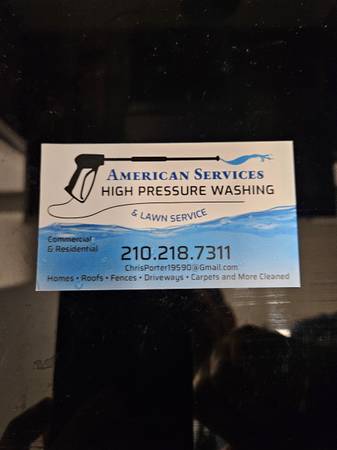 American Services
HIGH PRESSURE WASHING
& LAWN SERVICE
Commercial
& Residential
210.218.7311
ChrisPorter19590@Gmail.com
Homes • Roofs • Fences • Driveways • Carpets and More Cleaned